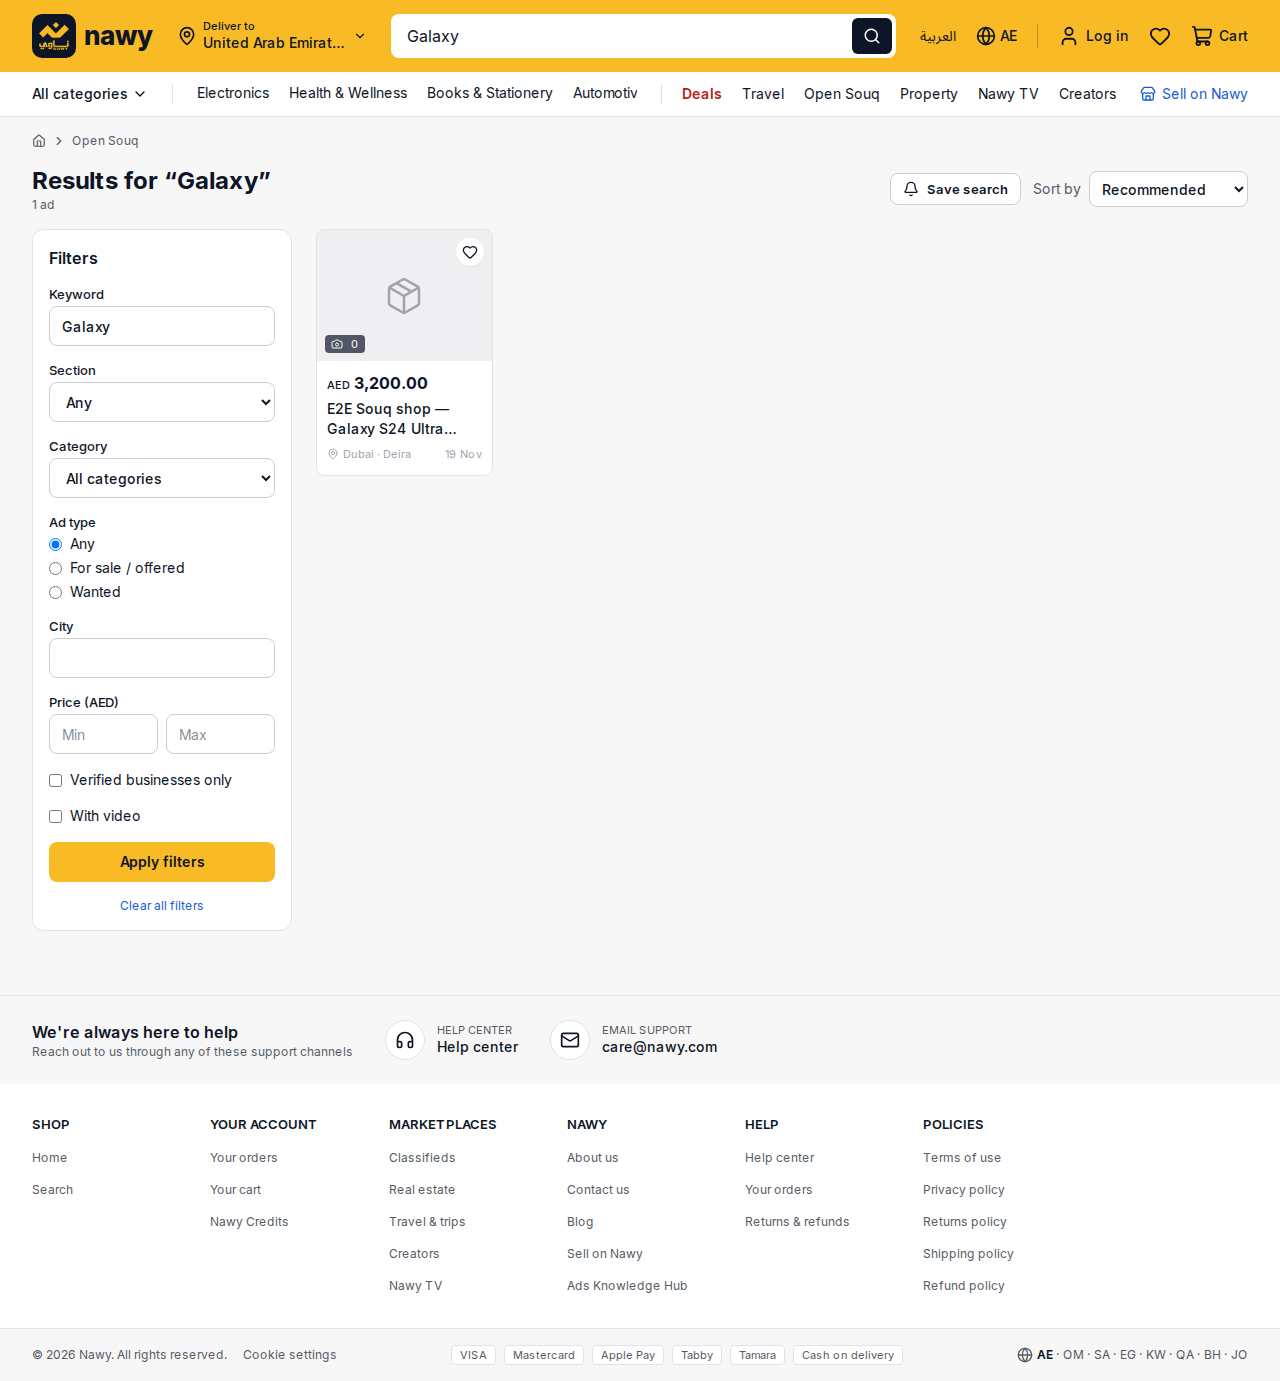 ناوي
NAWY
nawy
Deliver to
United Arab Emirat...
Galaxy
العربية
AE
Log in
Cart
All categories
Electronics
Health & Wellness
Books & Stationery
Automotiv
Deals
Travel
Open Souq
Property
Nawy TV
Creators
Sell on Nawy
Open Souq
Results for “Galaxy”
1 ad
Save search
Sort by
Recommended
Filters
Keyword
Galaxy
Section
Any
Category
All categories
Ad type
Any
For sale / offered
Wanted
City
Price (AED)
Min
Max
Verified businesses only
With video
Apply filters
Clear all filters
0
AED 3,200.00
E2E Souq shop —
Galaxy S24 Ultra...
Dubai · Deira
19 Nov
We're always here to help
Reach out to us through any of these support channels
HELP CENTER
Help center
EMAIL SUPPORT
care@nawy.com
SHOP
Home
Search
YOUR ACCOUNT
Your orders
Your cart
Nawy Credits
MARKETPLACES
Classifieds
Real estate
Travel & trips
Creators
Nawy TV
NAWY
About us
Contact us
Blog
Sell on Nawy
Ads Knowledge Hub
HELP
Help center
Your orders
Returns & refunds
POLICIES
Terms of use
Privacy policy
Returns policy
Shipping policy
Refund policy
© 2026 Nawy. All rights reserved.
Cookie settings
VISA
Mastercard
Apple Pay
Tabby
Tamara
Cash on delivery
AE · OM · SA · EG · KW · QA · BH · JO